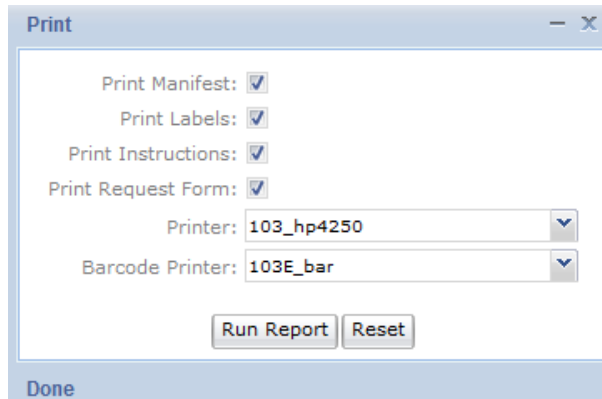 Print
Print Manifest:
Print Labels:
Print Instructions:
Print Request Form:
Printer: 103_hp4250
Barcode Printer: 103E_bar
Run Report Reset
Done